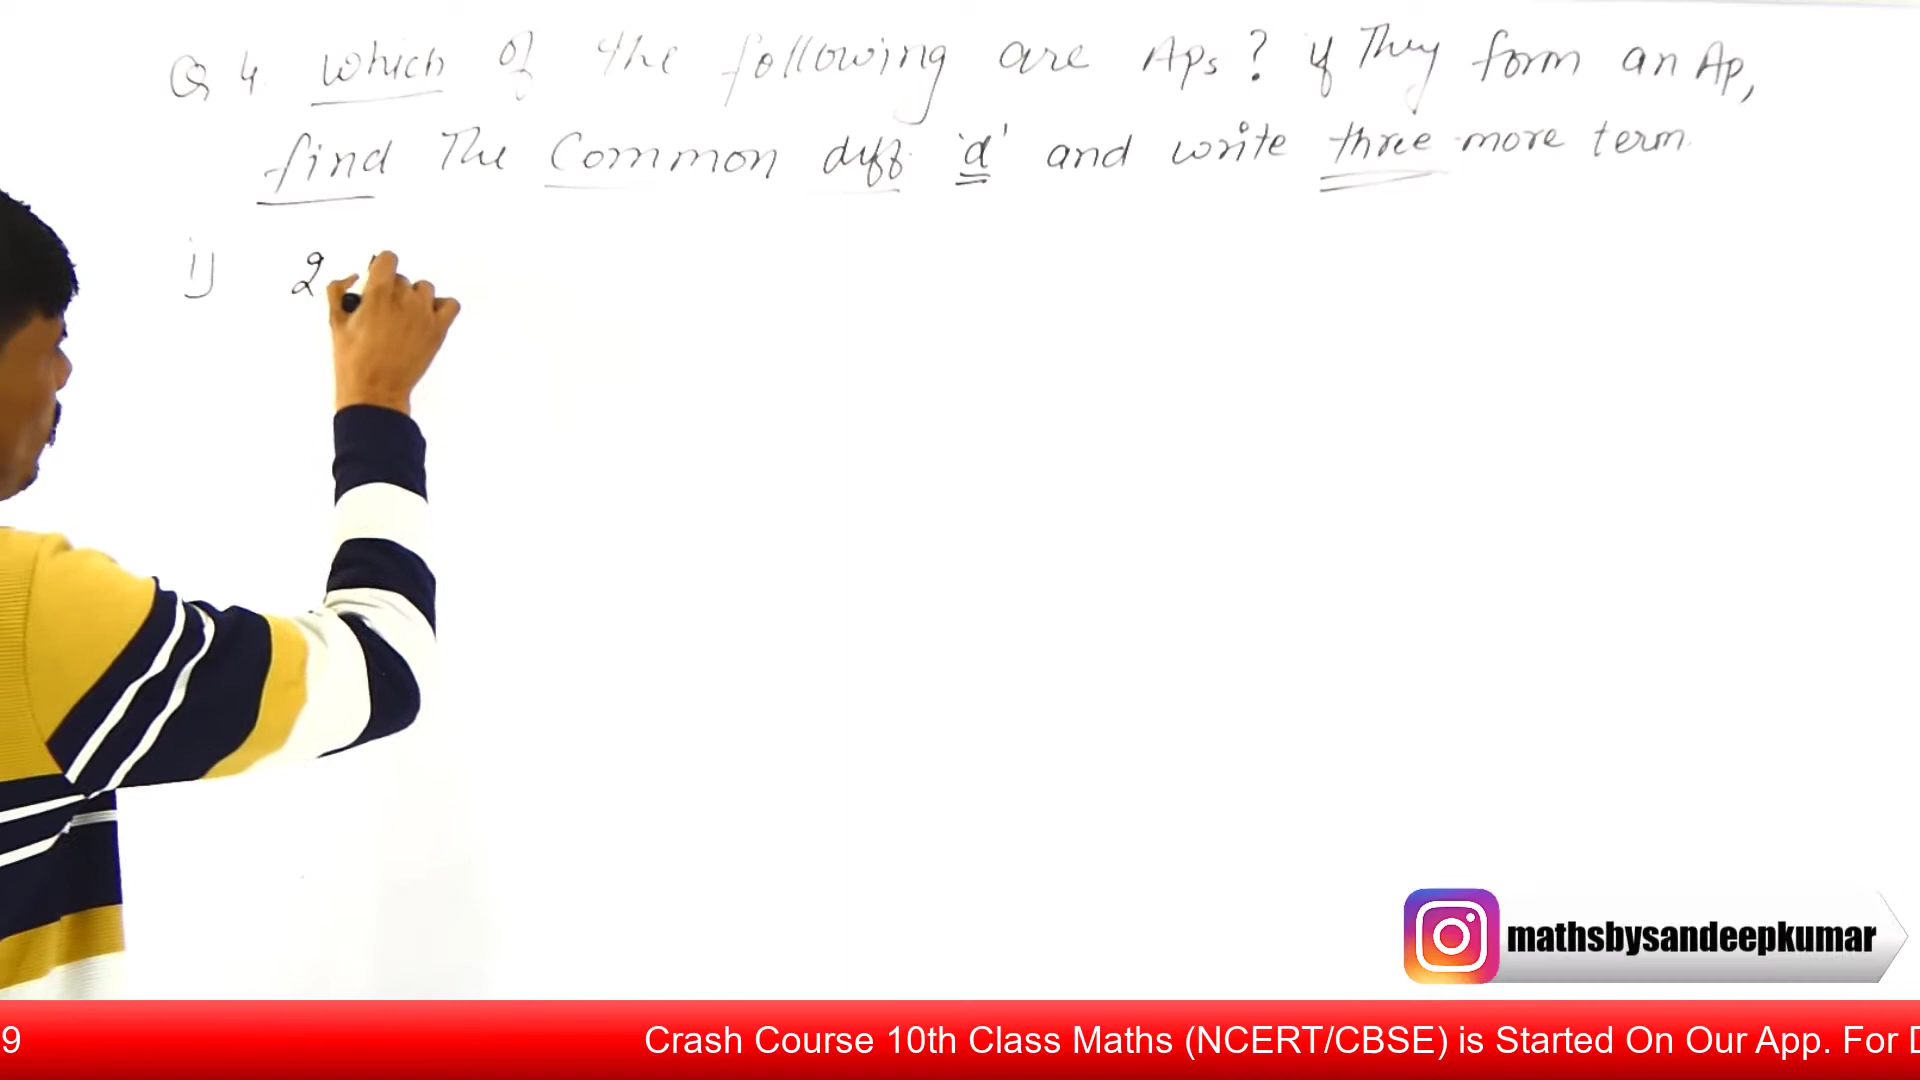 Q 4. Which of the following are APs ? if They form an AP,
find The Common diff 'd' and write three more term.
i) 2
mathsbysandeepkumar
9 Crash Course 10th Class Maths (NCERT/CBSE) is Started On Our App. For D